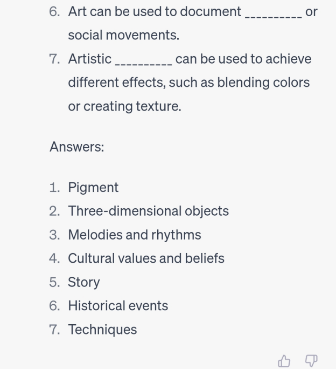 6. Art can be used to document __________ or
social movements.
7. Artistic __________ can be used to achieve
different effects, such as blending colors
or creating texture.
Answers:
1. Pigment
2. Three-dimensional objects
3. Melodies and rhythms
4. Cultural values and beliefs
5. Story
6. Historical events
7. Techniques